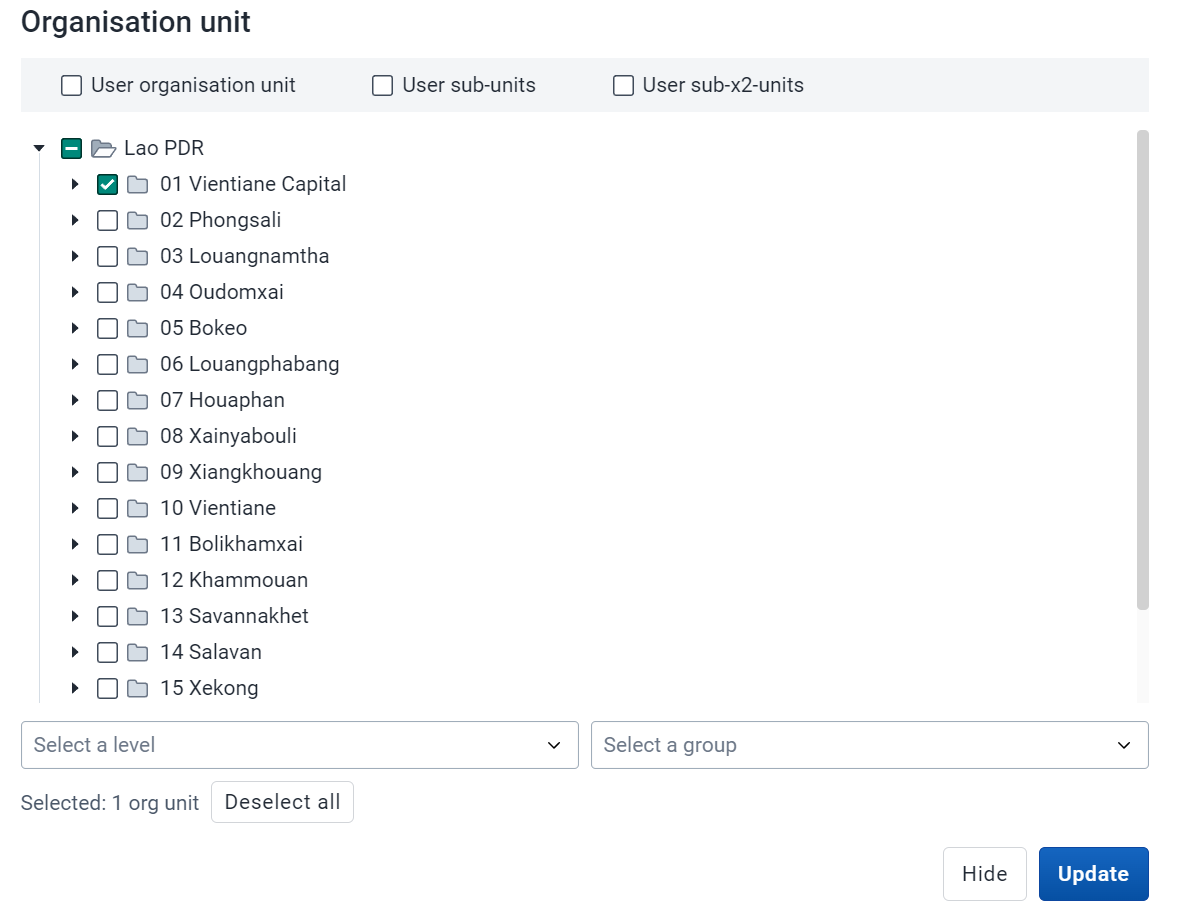 Organisation unit
User organisation unit User sub-units User sub-x2-units
Lao PDR
01 Vientiane Capital
02 Phongsali
03 Louangnamtha
04 Oudomxai
05 Bokeo
06 Louangphabang
07 Houaphan
08 Xainyabouli
09 Xiangkhouang
10 Vientiane
11 Bolikhamxai
12 Khammouan
13 Savannakhet
14 Salavan
15 Xekong
Select a level Select a group
Selected: 1 org unit Deselect all
Hide Update